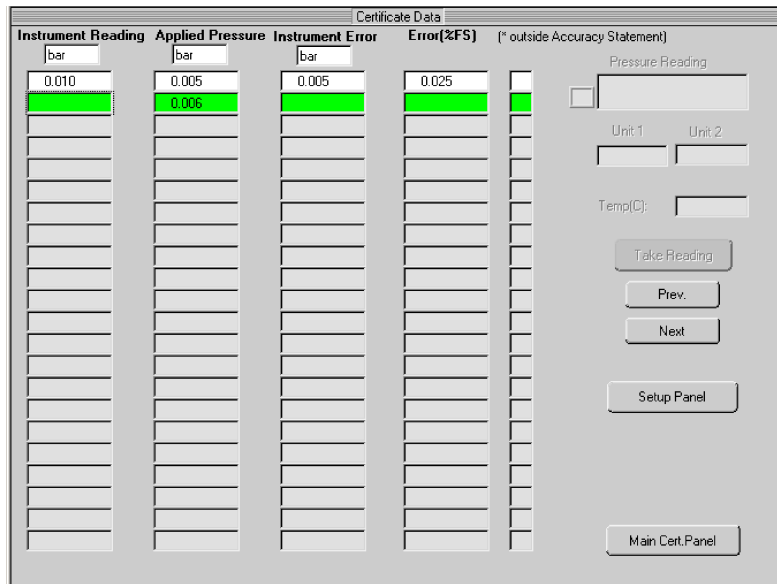 Certificate Data
Instrument Reading Applied Pressure Instrument Error Error(%FS) (* outside Accuracy Statement)
bar bar bar
Pressure Reading
0.010 0.005 0.005 0.025
0.006
Unit 1 Unit 2
Temp(C):
Take Reading
Prev.
Next
Setup Panel
Main Cert.Panel